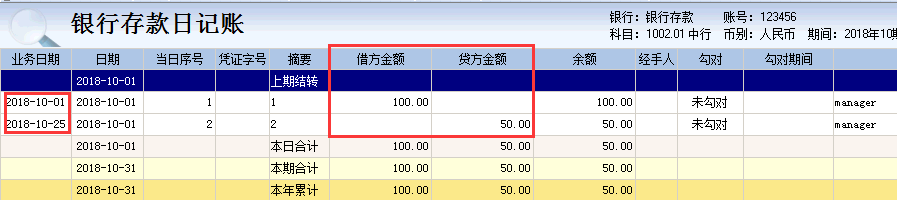 银行存款日记账
银行：银行存款 账号：123456
科目：1002.01 中行 币别：人民币 期间：2018年10
业务日期 日期 当日序号 凭证字号 摘要 借方金额 贷方金额 余额 经手人 勾对 勾对期间
2018-10-01 上期结转
2018-10-01 2018-10-01 1 1 100.00 100.00 未勾对 manager
2018-10-25 2018-10-01 2 2 50.00 50.00 未勾对 manager
2018-10-01 本日合计 100.00 50.00 50.00
2018-10-31 本期合计 100.00 50.00 50.00
2018-10-31 本年累计 100.00 50.00 50.00